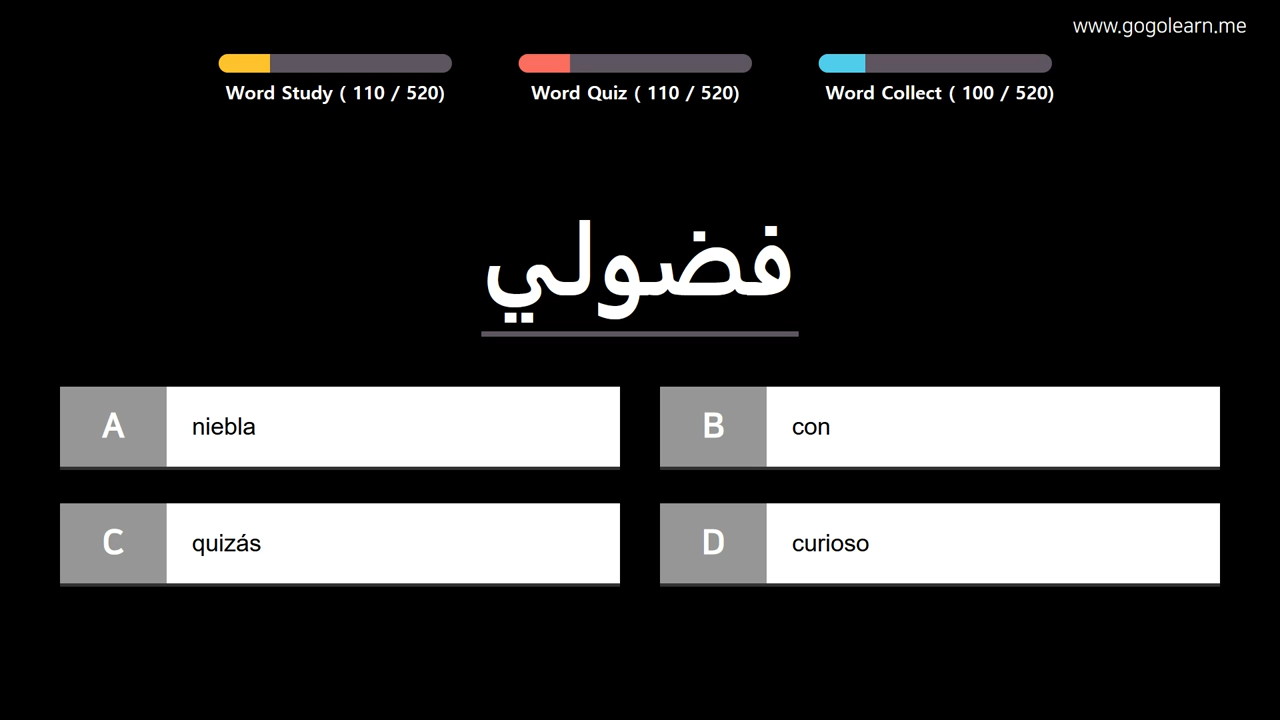 www.gogolearn.me
Word Study ( 110 / 520)
Word Quiz ( 110 / 520)
Word Collect ( 100 / 520)
فضولي
A niebla
B con
C quizás
D curioso